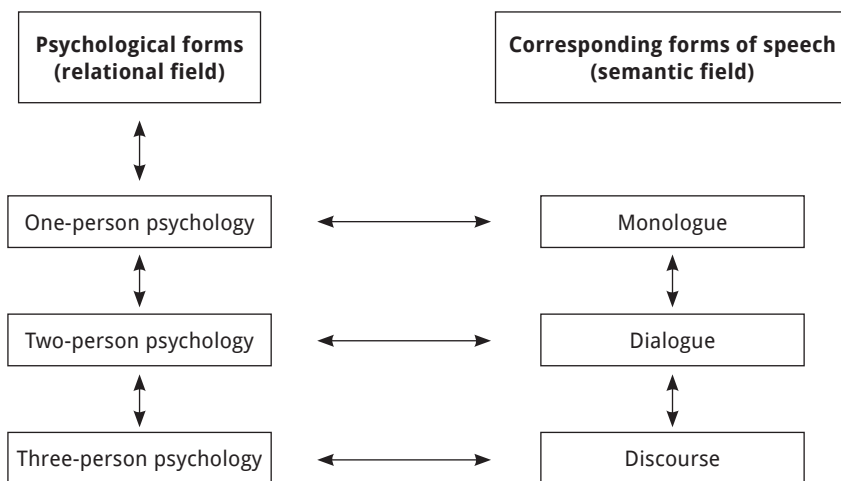 Psychological forms
(relational field)
Corresponding forms of speech
(semantic field)
One-person psychology
Monologue
Two-person psychology
Dialogue
Three-person psychology
Discourse